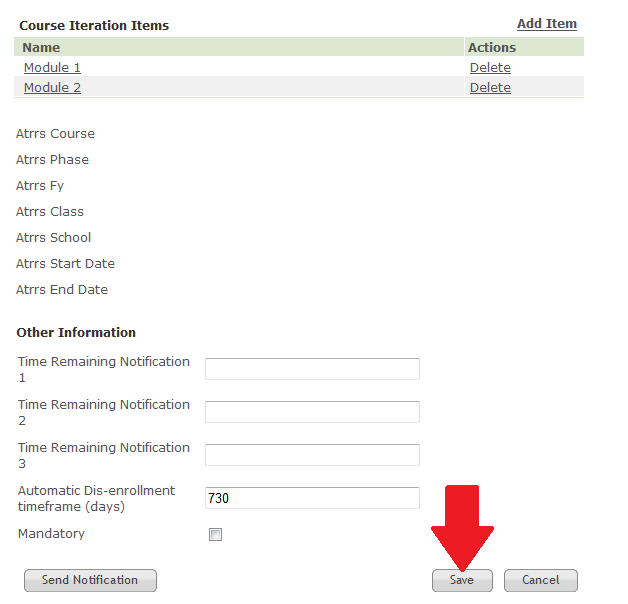 Course Iteration Items Add Item
Name Actions
Module 1 Delete
Module 2 Delete
Atrrs Course
Atrrs Phase
Atrrs Fy
Atrrs Class
Atrrs School
Atrrs Start Date
Atrrs End Date
Other Information
Time Remaining Notification
1
Time Remaining Notification
2
Time Remaining Notification
3
Automatic Dis-enrollment
timeframe (days) 730
Mandatory
Send Notification Save Cancel